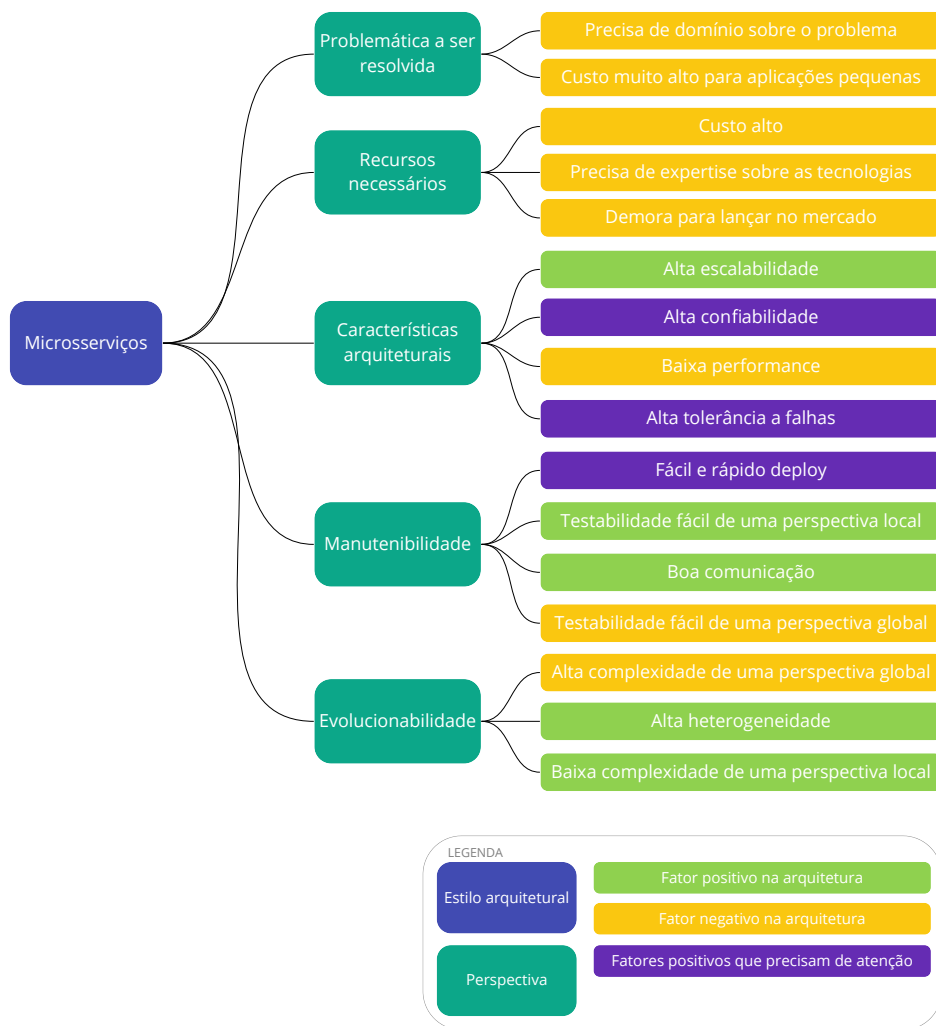 Microsserviços
Problemática a ser
resolvida
Precisa de domínio sobre o problema
Custo muito alto para aplicações pequenas
Recursos
necessários
Custo alto
Precisa de expertise sobre as tecnologias
Demora para lançar no mercado
Características
arquiteturais
Alta escalabilidade
Alta confiabilidade
Baixa performance
Alta tolerância a falhas
Manutenibilidade
Fácil e rápido deploy
Testabilidade fácil de uma perspectiva local
Boa comunicação
Testabilidade fácil de uma perspectiva global
Evolucionabilidade
Alta complexidade de uma perspectiva global
Alta heterogeneidade
Baixa complexidade de uma perspectiva local
LEGENDA
Estilo arquitetural
Perspectiva
Fator positivo na arquitetura
Fator negativo na arquitetura
Fatores positivos que precisam de atenção